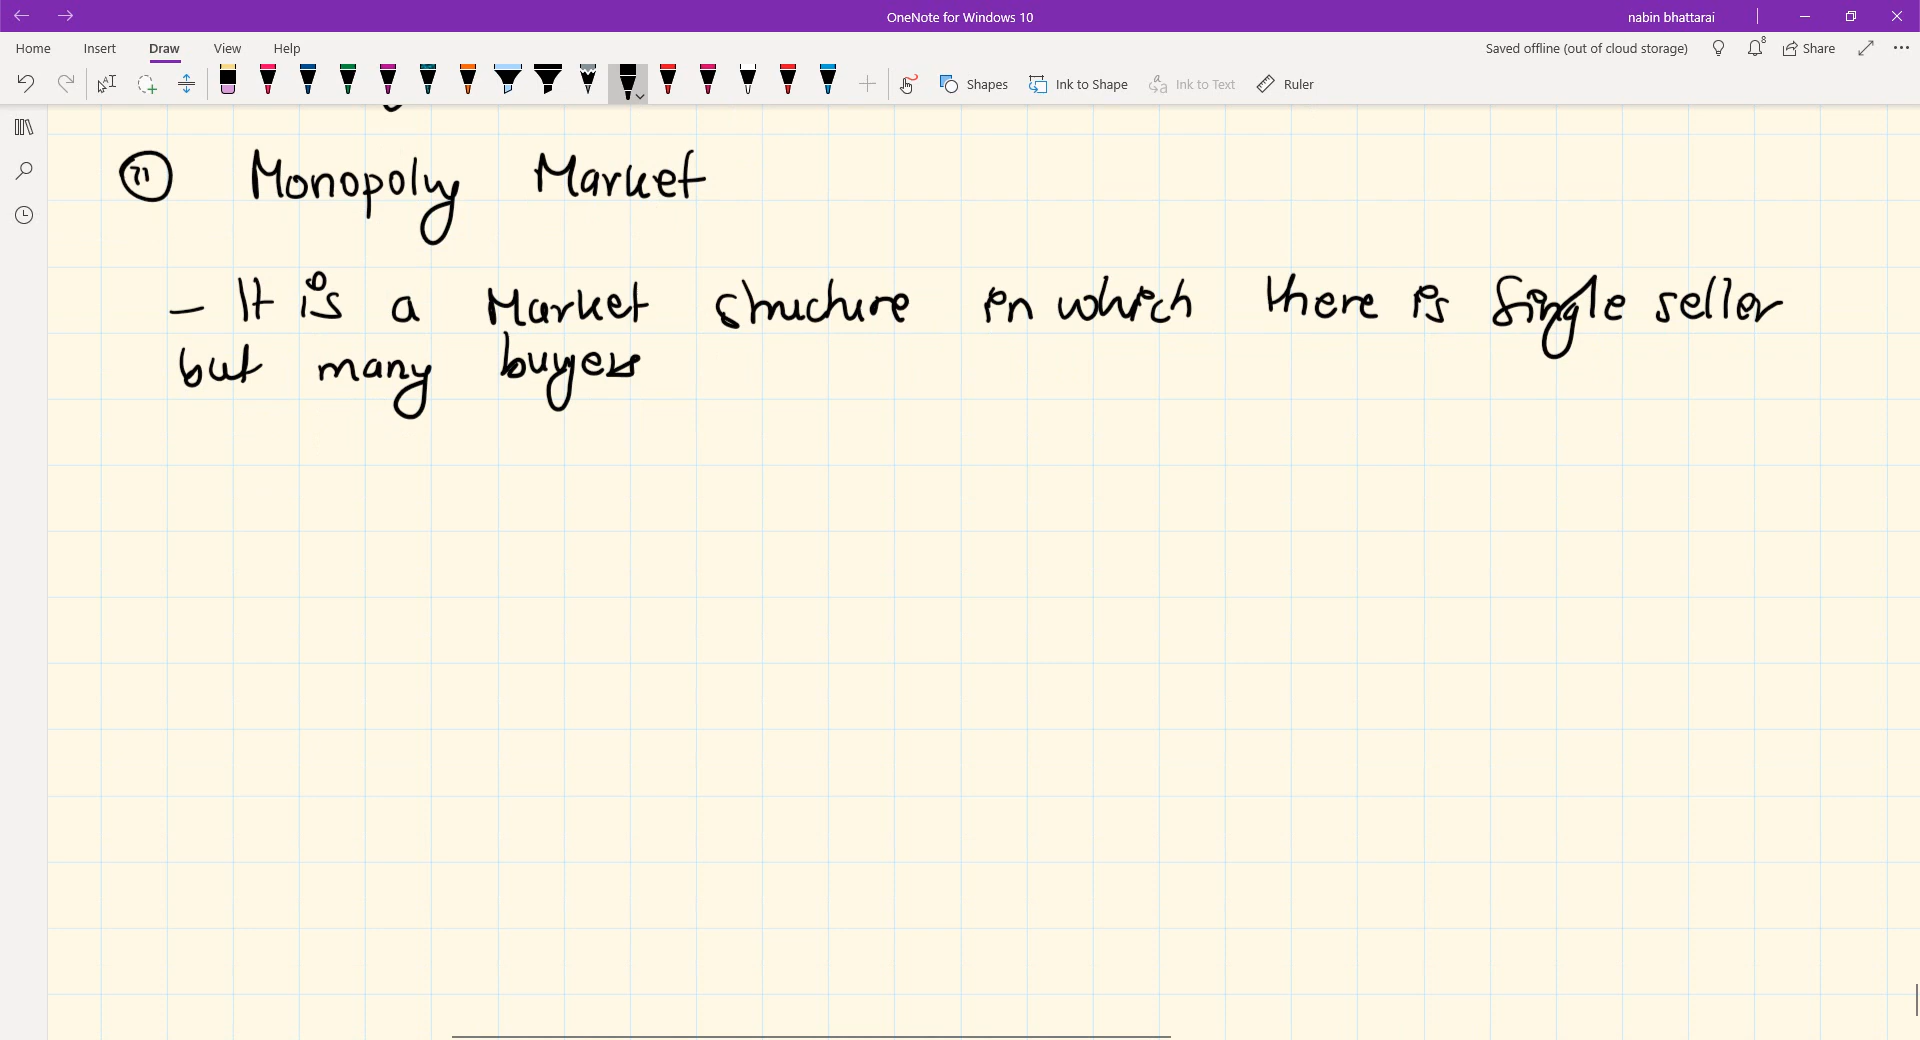 OneNote for Windows 10
nabin bhattarai
Home Insert Draw View Help
Saved offline (out of cloud storage)
8
Share
Shapes
Ink to Shape
Ink to Text
Ruler
ii Monopoly Market
- It is a Market structure in which there is single seller
but many buyers